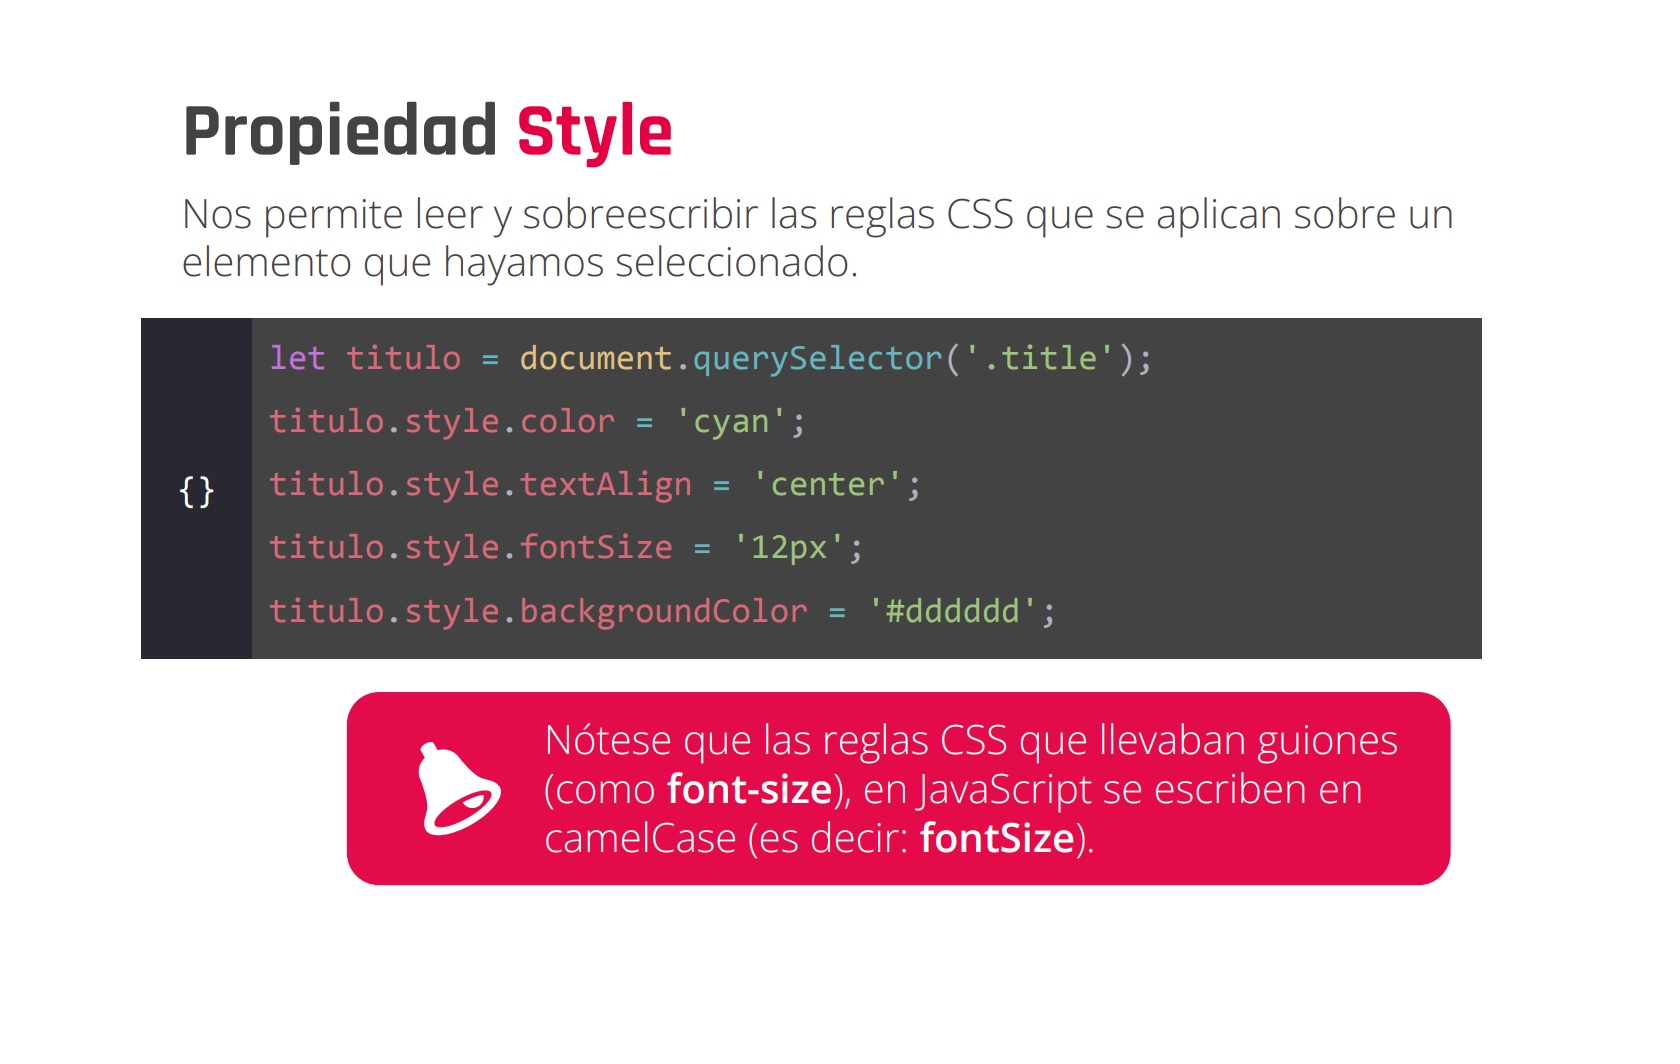 Propiedad Style
Nos permite leer y sobreescribir las reglas CSS que se aplican sobre un
elemento que hayamos seleccionado.
let titulo = document.querySelector('.title');
titulo.style.color = 'cyan';
{}
titulo.style.textAlign = 'center';
titulo.style.fontSize = '12px';
titulo.style.backgroundColor = '#dddddd';
Nótese que las reglas CSS que llevaban guiones
(como font-size), en JavaScript se escriben en
camelCase (es decir: fontSize).